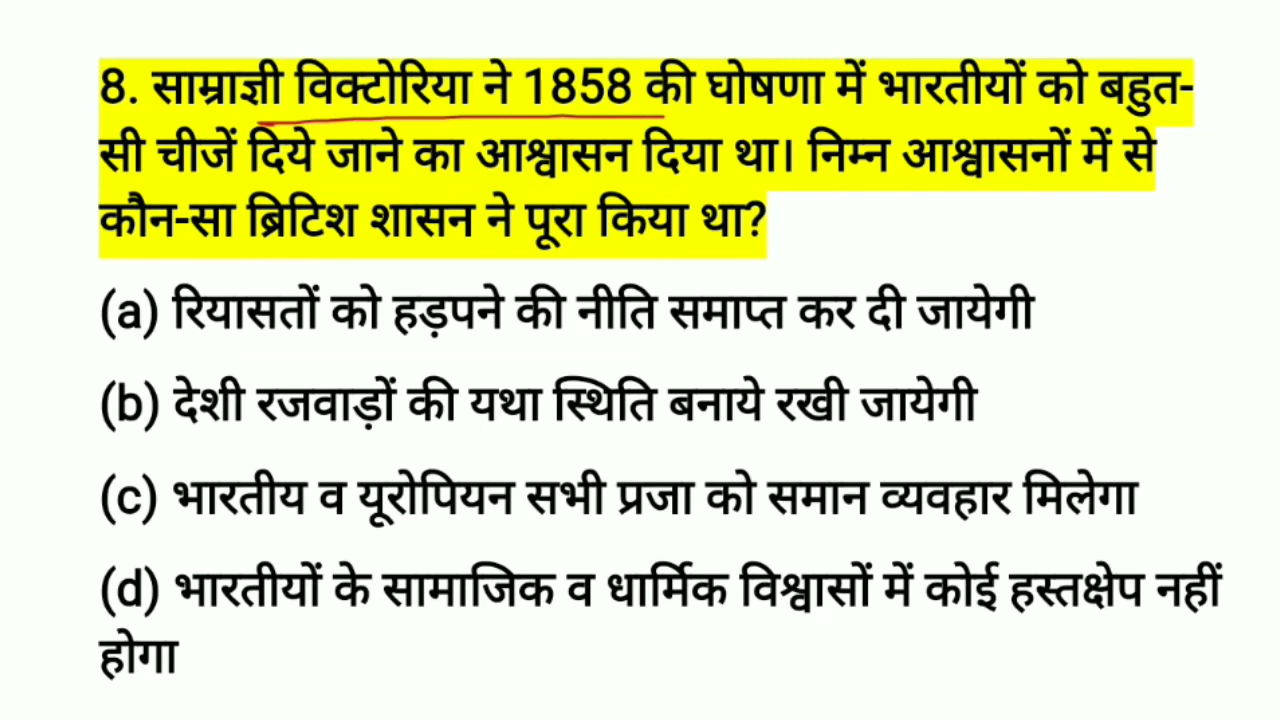 8. साम्राज्ञी विक्टोरिया ने 1858 की घोषणा में भारतीयों को बहुत-
सी चीजें दिये जाने का आश्वासन दिया था। निम्न आश्वासनों में से
कौन-सा ब्रिटिश शासन ने पूरा किया था?
(a) रियासतों को हड़पने की नीति समाप्त कर दी जायेगी
(b) देशी रजवाड़ों की यथा स्थिति बनाये रखी जायेगी
(c) भारतीय व यूरोपियन सभी प्रजा को समान व्यवहार मिलेगा
(d) भारतीयों के सामाजिक व धार्मिक विश्वासों में कोई हस्तक्षेप नहीं
होगा